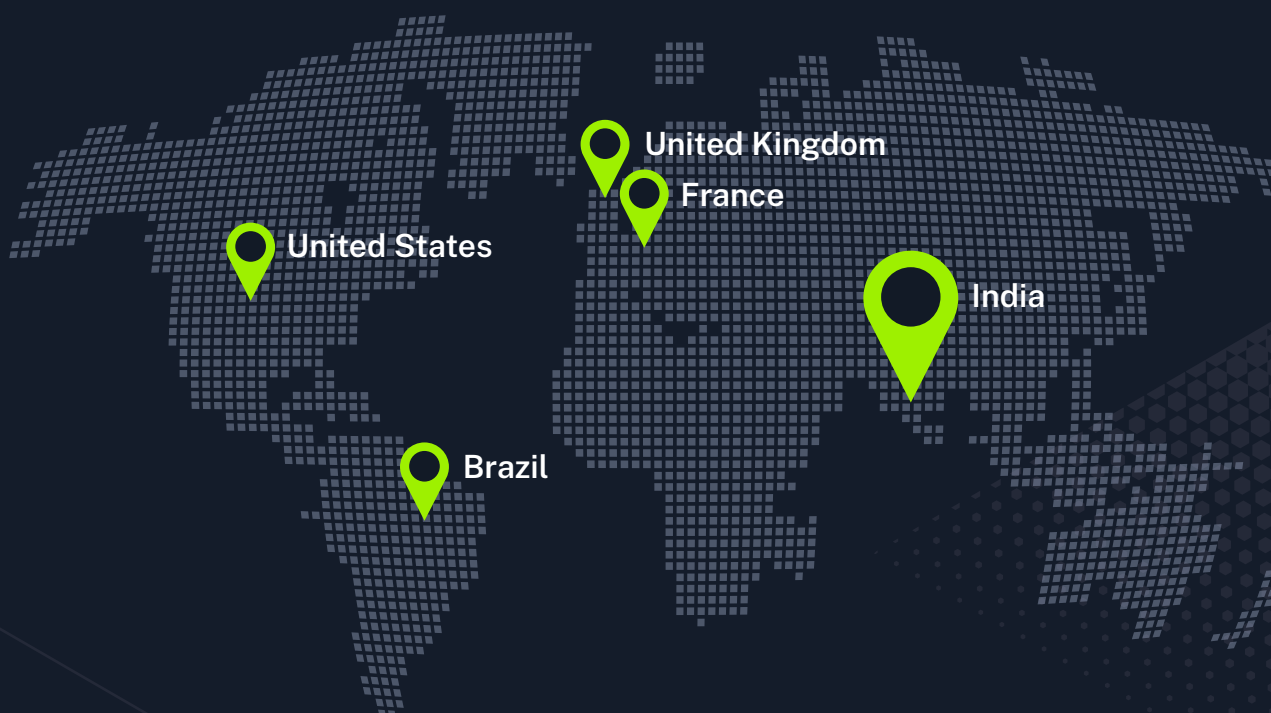 United Kingdom
France
United States
India
Brazil